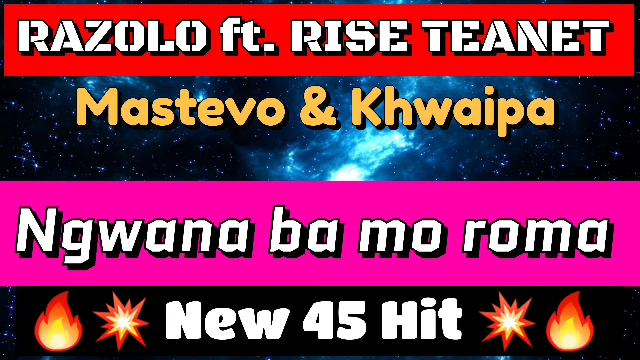 RAZOLO ft. RISE TEANET
Mastevo & Khwaipa
Ngwana ba mo roma
🔥💥 New 45 Hit 💥🔥